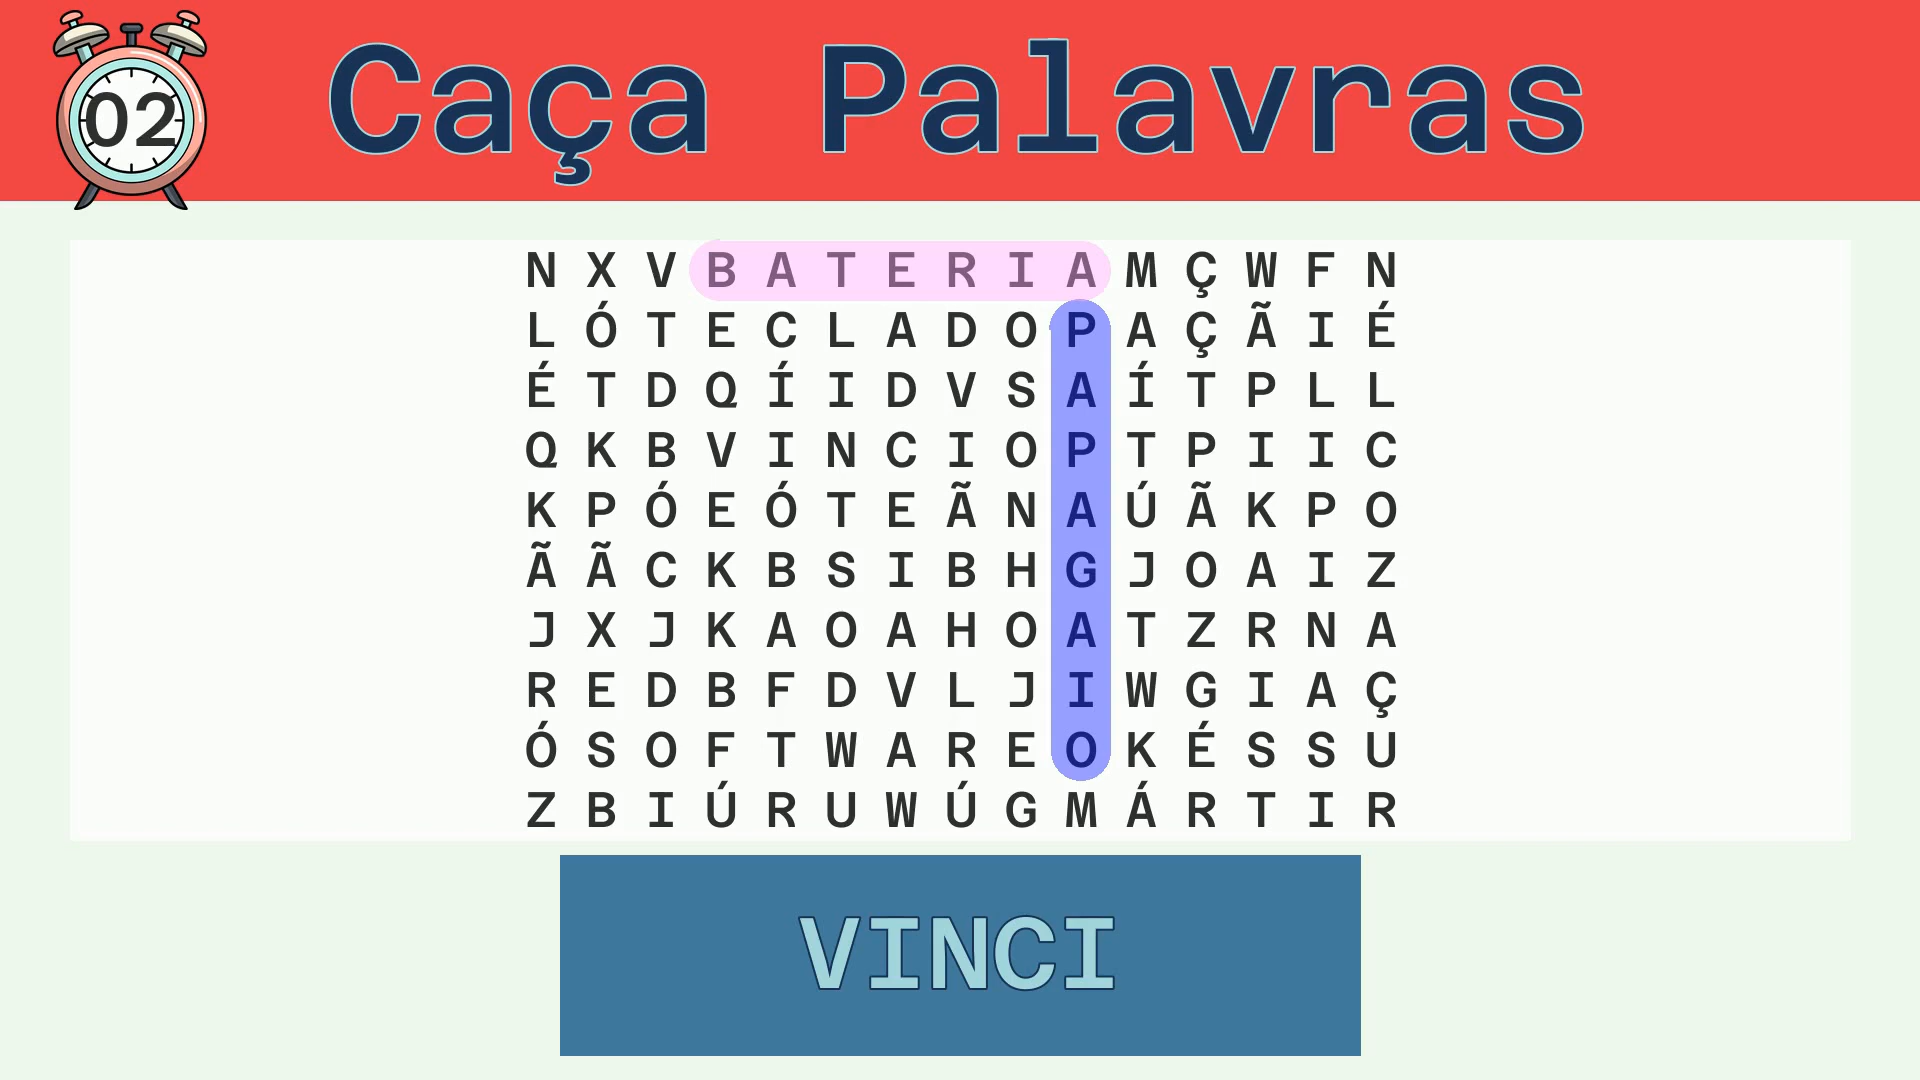 02
Caça Palavras
N X V B A T E R I A M Ç W F N
L Ó T E C L A D O P A Ç Ã I É
É T D Q Í I D V S A Í T P L L
Q K B V I N C I O P T P I I C
K P Ó E Ó T E Ã N A Ú Ã K P O
Ã Ã C K B S I B H G J O A I Z
J X J K A O A H O A T Z R N A
R E D B F D V L J I W G I A Ç
Ó S O F T W A R E O K É S S U
Z B I Ú R U W Ú G M Á R T I R
VINCI